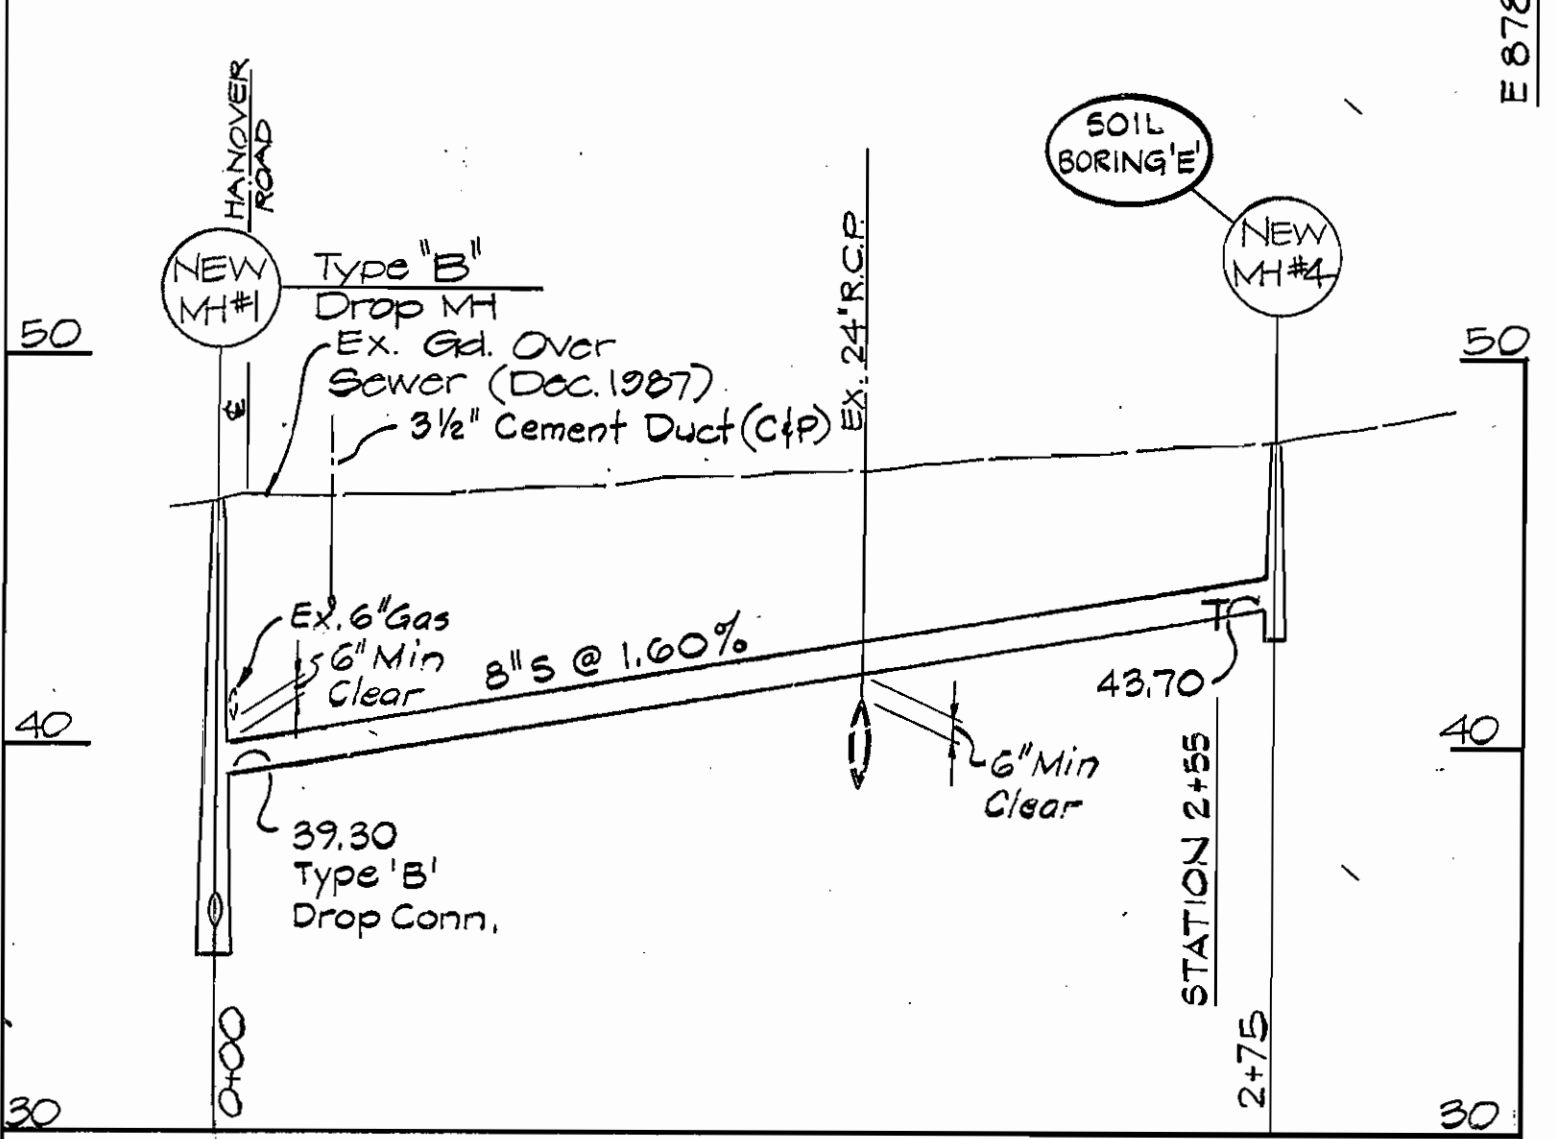 E 878
HANOVER
ROAD
SOIL
BORING 'E'
NEW
MH#1
Type "B"
Drop MH
NEW
MH #4
Ex. 24" R.C.P.
50
50
Ex. Gd. Over
Sewer (Dec. 1987)
℄
3½" Cement Duct (C&P)
Ex. 6" Gas
6" Min
Clear
8"S @ 1.60%
T
43.70
40
40
6" Min
Clear
39.30
Type 'B'
Drop Conn.
STATION 2+55
0+00
2+75
30
30